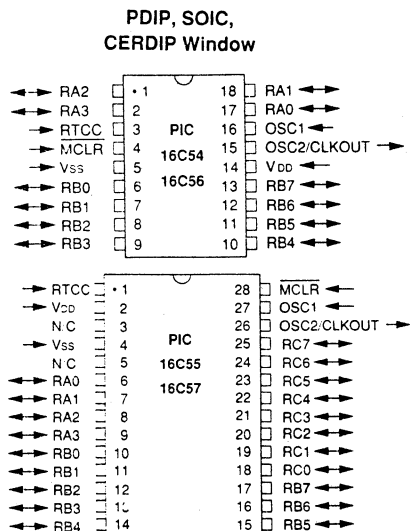 PDIP, SOIC,
CERDIP Window
RA2 • 1 18 RA1
RA3 2 17 RA0
RTCC 3 PIC 16 OSC1
MCLR 4 16C54 15 OSC2/CLKOUT
Vss 5 16C56 14 VDD
RB0 6 13 RB7
RB1 7 12 RB6
RB2 8 11 RB5
RB3 9 10 RB4
RTCC • 1 28 MCLR
VDD 2 27 OSC1
N/C 3 26 OSC2/CLKOUT
Vss 4 PIC 25 RC7
N/C 5 16C55 24 RC6
RA0 6 16C57 23 RC5
RA1 7 22 RC4
RA2 8 21 RC3
RA3 9 20 RC2
RB0 10 19 RC1
RB1 11 18 RC0
RB2 12 17 RB7
RB3 16 RB6
RB4 14 15 RB5